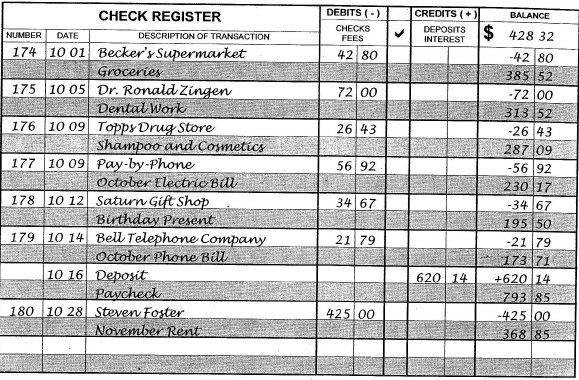 CHECK REGISTER DEBITS ( - ) CREDITS ( + ) BALANCE
NUMBER DATE DESCRIPTION OF TRANSACTION CHECKS FEES ✓ DEPOSITS INTEREST $ 428 32
174 10 01 Becker's Supermarket 42 80 -42 80
Groceries 385 52
175 10 05 Dr. Ronald Zingen 72 00 -72 00
Dental Work 313 52
176 10 09 Topps Drug Store 26 43 -26 43
Shampoo and Cosmetics 287 09
177 10 09 Pay-by-Phone 56 92 -56 92
October Electric Bill 230 17
178 10 12 Saturn Gift Shop 34 67 -34 67
Birthday Present 195 50
179 10 14 Bell Telephone Company 21 79 -21 79
October Phone Bill 173 71
10 16 Deposit 620 14 +620 14
Paycheck 793 85
180 10 28 Steven Foster 425 00 -425 00
November Rent 368 85